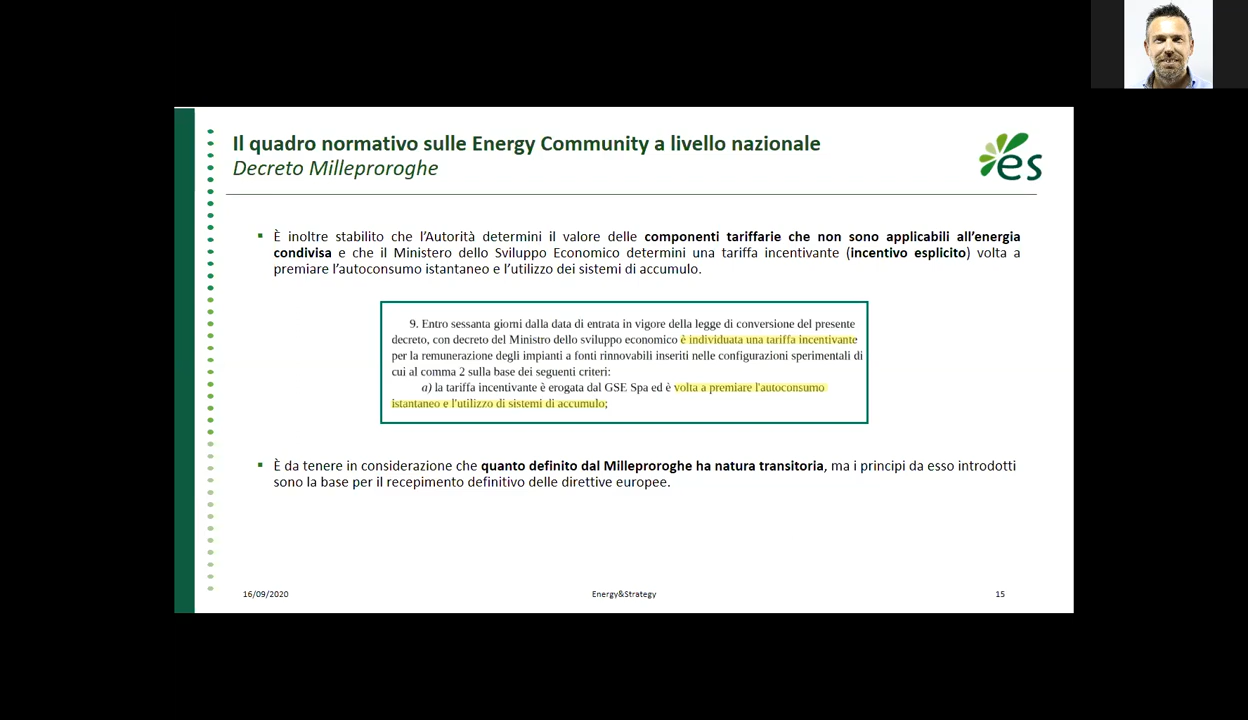 Il quadro normativo sulle Energy Community a livello nazionale
Decreto Milleproroghe
es
▪ È inoltre stabilito che l'Autorità determini il valore delle componenti tariffarie che non sono applicabili all'energia
condivisa e che il Ministero dello Sviluppo Economico determini una tariffa incentivante (incentivo esplicito) volta a
premiare l'autoconsumo istantaneo e l'utilizzo dei sistemi di accumulo.
9. Entro sessanta giorni dalla data di entrata in vigore della legge di conversione del presente
decreto, con decreto del Ministro dello sviluppo economico è individuata una tariffa incentivante
per la remunerazione degli impianti a fonti rinnovabili inseriti nelle configurazioni sperimentali di
cui al comma 2 sulla base dei seguenti criteri:
a) la tariffa incentivante è erogata dal GSE Spa ed è volta a premiare l'autoconsumo
istantaneo e l'utilizzo di sistemi di accumulo;
▪ È da tenere in considerazione che quanto definito dal Milleproroghe ha natura transitoria, ma i principi da esso introdotti
sono la base per il recepimento definitivo delle direttive europee.
16/09/2020
Energy&Strategy
15